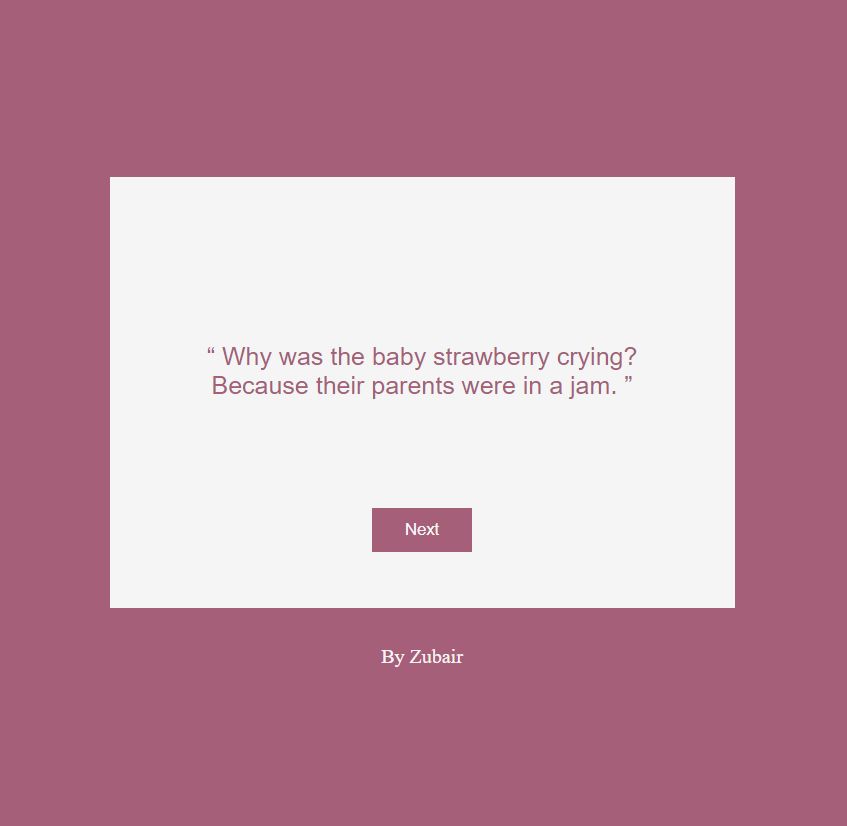 “ Why was the baby strawberry crying?
Because their parents were in a jam. ”
Next
By Zubair